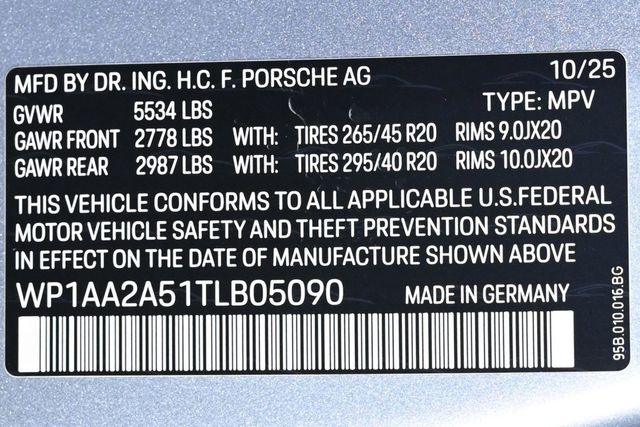 MFD BY DR. ING. H.C. F. PORSCHE AG 10/25
GVWR 5534 LBS TYPE: MPV
GAWR FRONT 2778 LBS WITH: TIRES 265/45 R20 RIMS 9.0JX20
GAWR REAR 2987 LBS WITH: TIRES 295/40 R20 RIMS 10.0JX20
THIS VEHICLE CONFORMS TO ALL APPLICABLE U.S.FEDERAL
MOTOR VEHICLE SAFETY AND THEFT PREVENTION STANDARDS
IN EFFECT ON THE DATE OF MANUFACTURE SHOWN ABOVE
WP1AA2A51TLB05090 MADE IN GERMANY
95B.010.016.BG